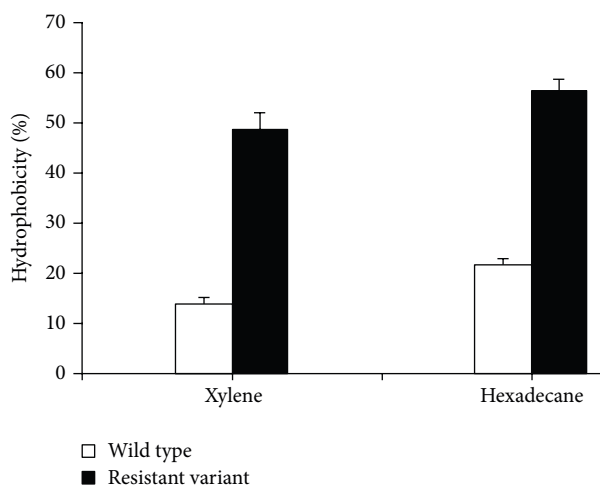 70
60
50
40
30
20
10
0
Hydrophobicity (%)
Xylene
Hexadecane
Wild type
Resistant variant